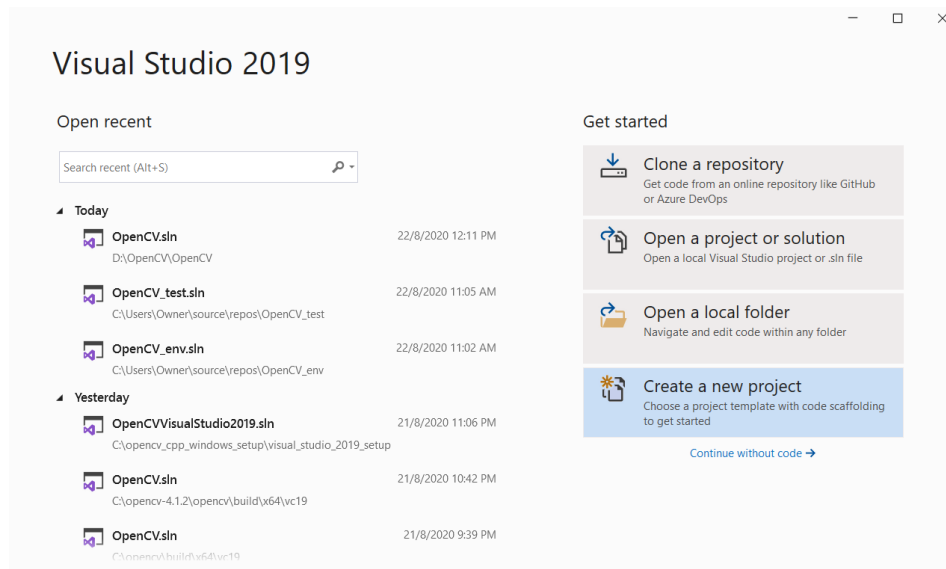 Visual Studio 2019
Open recent
Search recent (Alt+S)
Today
OpenCV.sln
22/8/2020 12:11 PM
D:\OpenCV\OpenCV
OpenCV_test.sln
22/8/2020 11:05 AM
C:\Users\Owner\source\repos\OpenCV_test
OpenCV_env.sln
22/8/2020 11:02 AM
C:\Users\Owner\source\repos\OpenCV_env
Yesterday
OpenCVVisualStudio2019.sln
21/8/2020 11:06 PM
C:\opencv_cpp_windows_setup\visual_studio_2019_setup
OpenCV.sln
21/8/2020 10:42 PM
C:\opencv-4.1.2\opencv\build\x64\vc19
OpenCV.sln
21/8/2020 9:39 PM
C:\opencv\build\x64\vc19
Get started
Clone a repository
Get code from an online repository like GitHub
or Azure DevOps
Open a project or solution
Open a local Visual Studio project or .sln file
Open a local folder
Navigate and edit code within any folder
Create a new project
Choose a project template with code scaffolding
to get started
Continue without code →